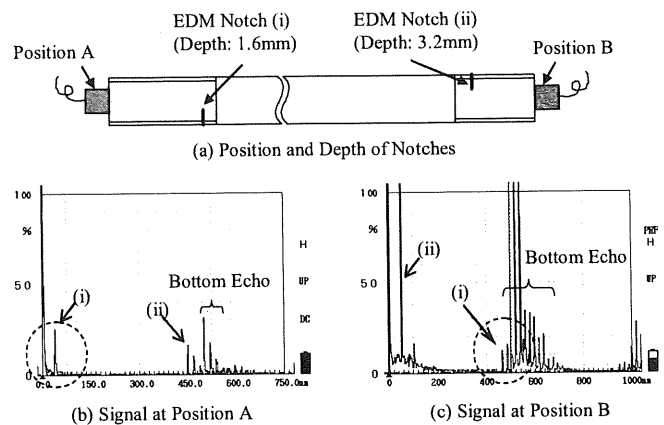 EDM Notch (i)
(Depth: 1.6mm)
EDM Notch (ii)
(Depth: 3.2mm)
Position A
Position B
(a) Position and Depth of Notches
100
%
50
0
H
UP
DC
(i)
(ii)
Bottom Echo
0.0 150.0 300.0 450.0 600.0 750.0mm
(b) Signal at Position A
100
%
50
0
H
UP
(ii)
(i)
Bottom Echo
0 200 400 600 800 1000mm
(c) Signal at Position B